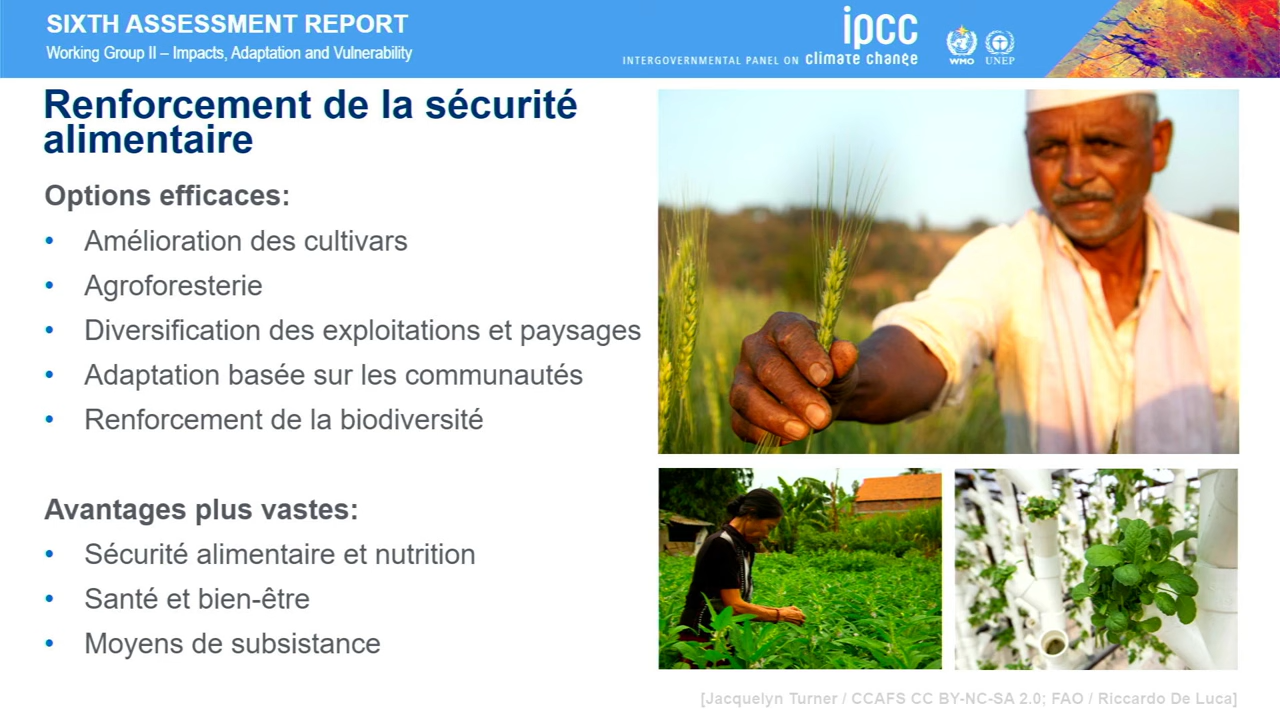 SIXTH ASSESSMENT REPORT
Working Group II – Impacts, Adaptation and Vulnerability
ipcc
INTERGOVERNMENTAL PANEL ON climate change
WMO
UNEP
Renforcement de la sécurité
alimentaire
Options efficaces:
• Amélioration des cultivars
• Agroforesterie
• Diversification des exploitations et paysages
• Adaptation basée sur les communautés
• Renforcement de la biodiversité
Avantages plus vastes:
• Sécurité alimentaire et nutrition
• Santé et bien-être
• Moyens de subsistance
[Jacquelyn Turner / CCAFS CC BY-NC-SA 2.0; FAO / Riccardo De Luca]